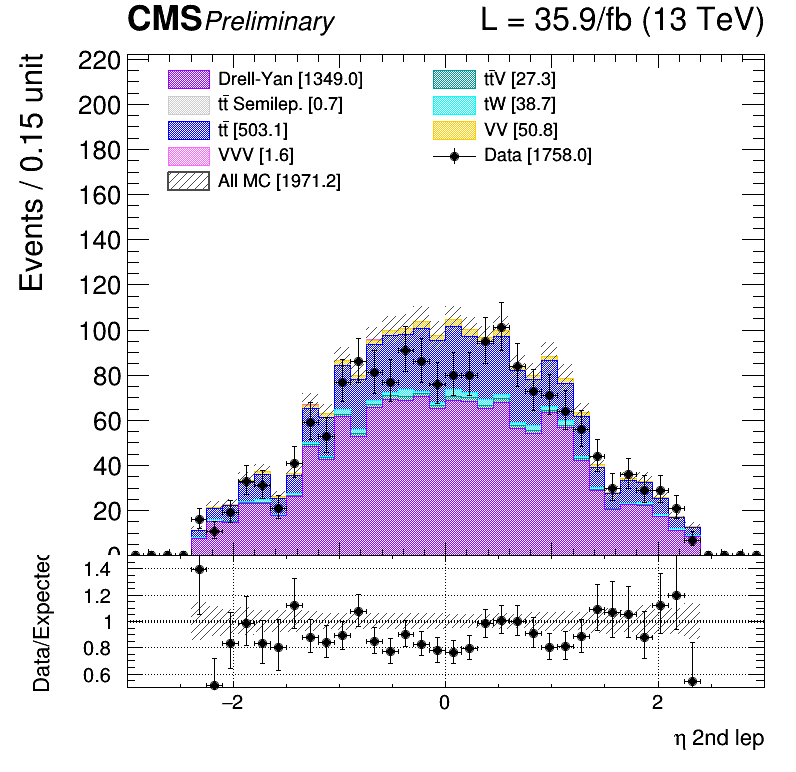 CMS Preliminary L = 35.9/fb (13 TeV)
Events / 0.15 unit
220
200
180
160
140
120
100
80
60
40
20
0
Drell-Yan [1349.0]
tt̄ Semilep. [0.7]
tt̄ [503.1]
VVV [1.6]
All MC [1971.2]
tt̄V [27.3]
tW [38.7]
VV [50.8]
Data [1758.0]
Data/Expected
1.4
1.2
1
0.8
0.6
−2 0 2
η 2nd lep